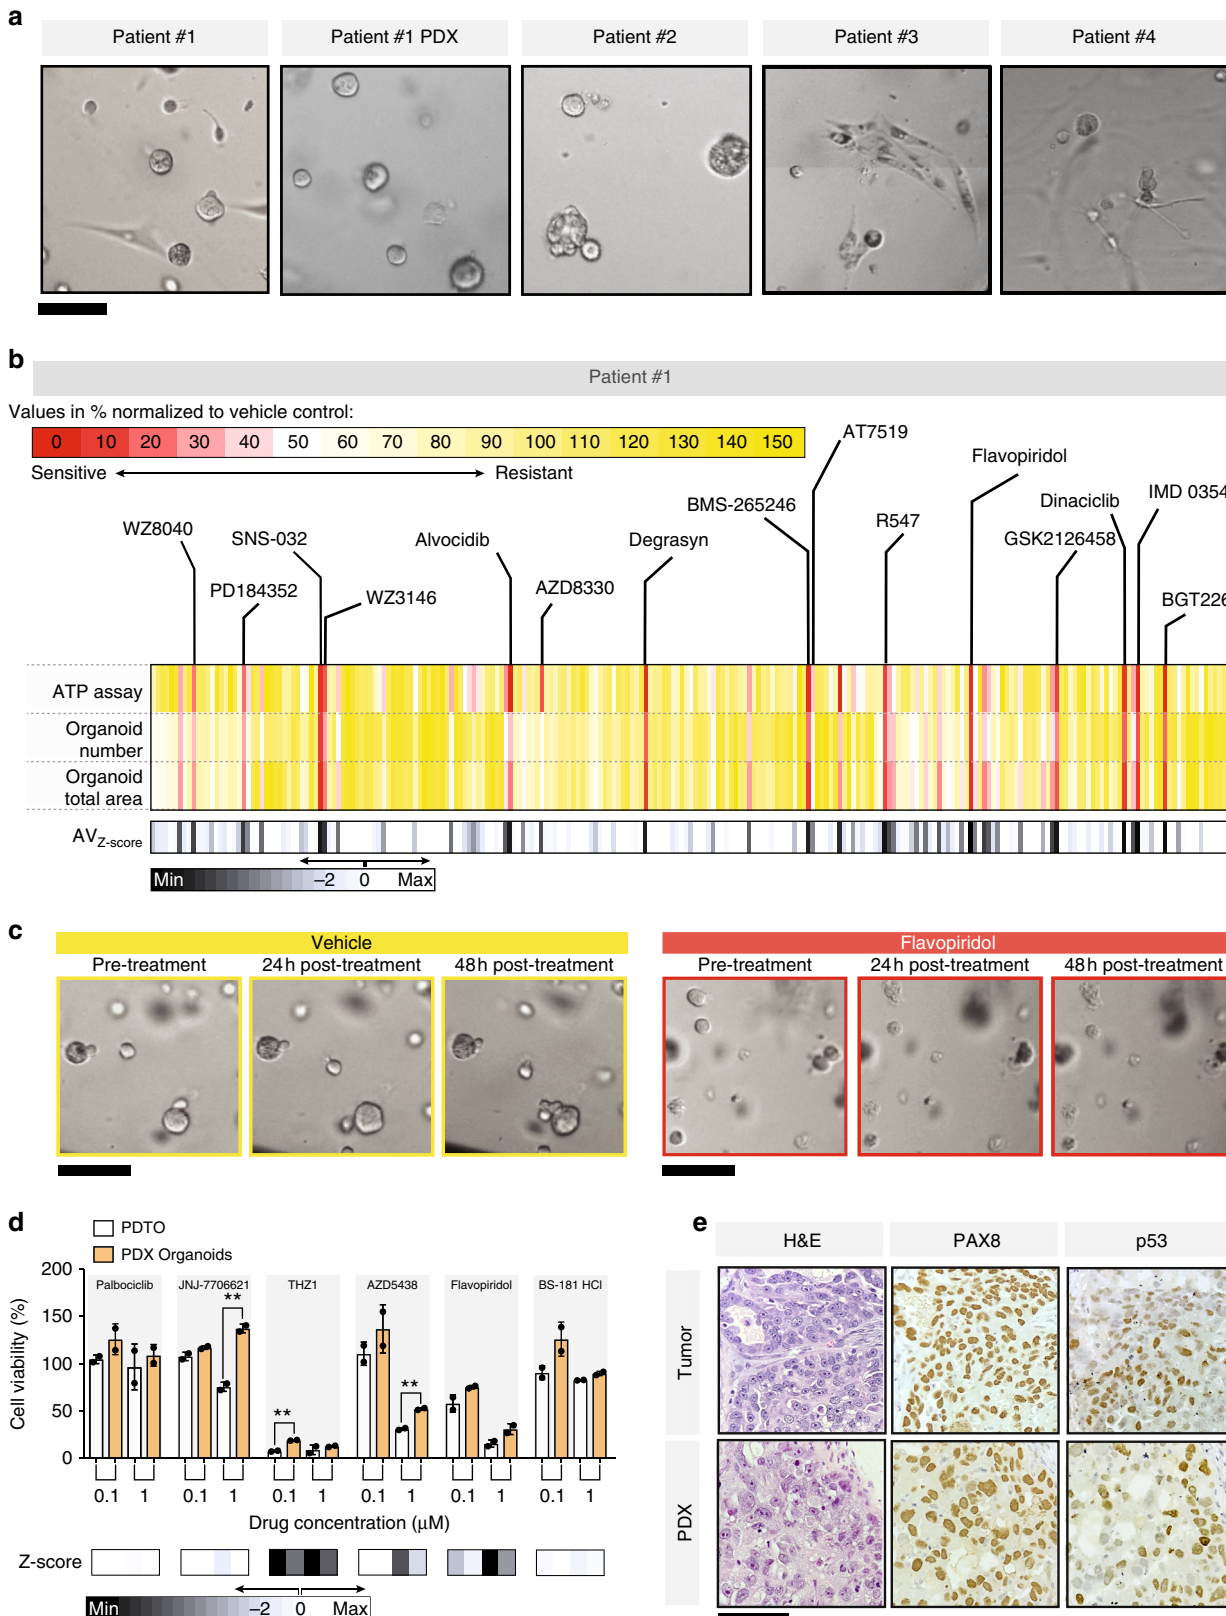 a
Patient #1
Patient #1 PDX
Patient #2
Patient #3
Patient #4
b
Patient #1
Values in % normalized to vehicle control:
0 10 20 30 40 50 60 70 80 90 100 110 120 130 140 150
Sensitive
Resistant
WZ8040
PD184352
SNS-032
WZ3146
Alvocidib
AZD8330
Degrasyn
BMS-265246
AT7519
R547
Flavopiridol
GSK2126458
Dinaciclib
IMD 0354
BGT226
ATP assay
Organoid
number
Organoid
total area
AVZ-score
Min –2 0 Max
c
Vehicle
Pre-treatment
24 h post-treatment
48 h post-treatment
Flavopiridol
Pre-treatment
24 h post-treatment
48 h post-treatment
d
PDTO
PDX Organoids
Cell viability (%)
200
150
100
50
0
Palbociclib
JNJ-7706621
THZ1
AZD5438
Flavopiridol
BS-181 HCl
**
**
**
0.1 1 0.1 1 0.1 1 0.1 1 0.1 1 0.1 1
Drug concentration (μM)
Z-score
Min –2 0 Max
e
H&E
PAX8
p53
Tumor
PDX